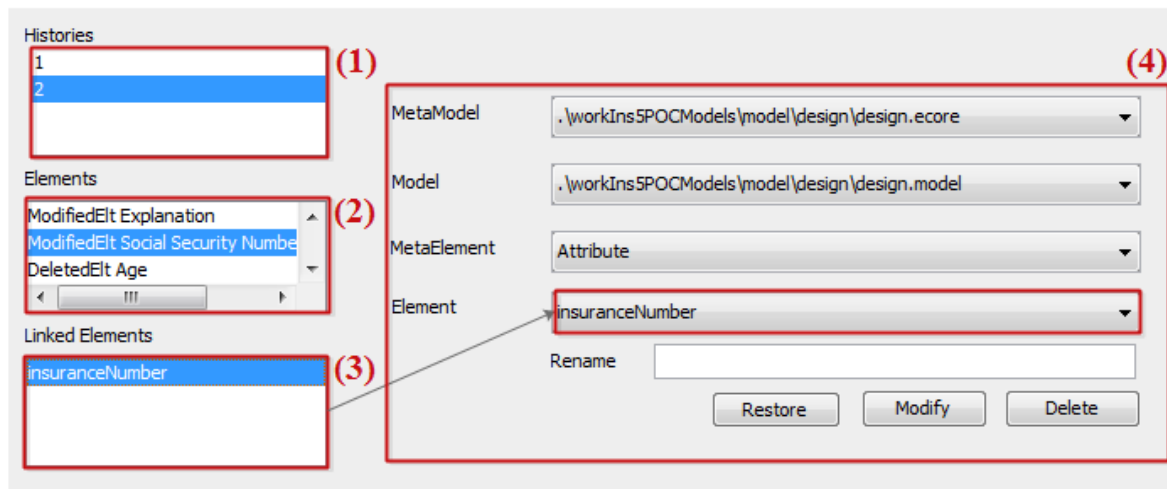 Histories
1
2
(1)
Elements
ModifiedElt Explanation
ModifiedElt Social Security Numbe
DeletedElt Age
(2)
Linked Elements
insuranceNumber
(3)
(4)
MetaModel
.\workIns5POCModels\model\design\design.ecore
Model
.\workIns5POCModels\model\design\design.model
MetaElement
Attribute
Element
insuranceNumber
Rename
Restore
Modify
Delete